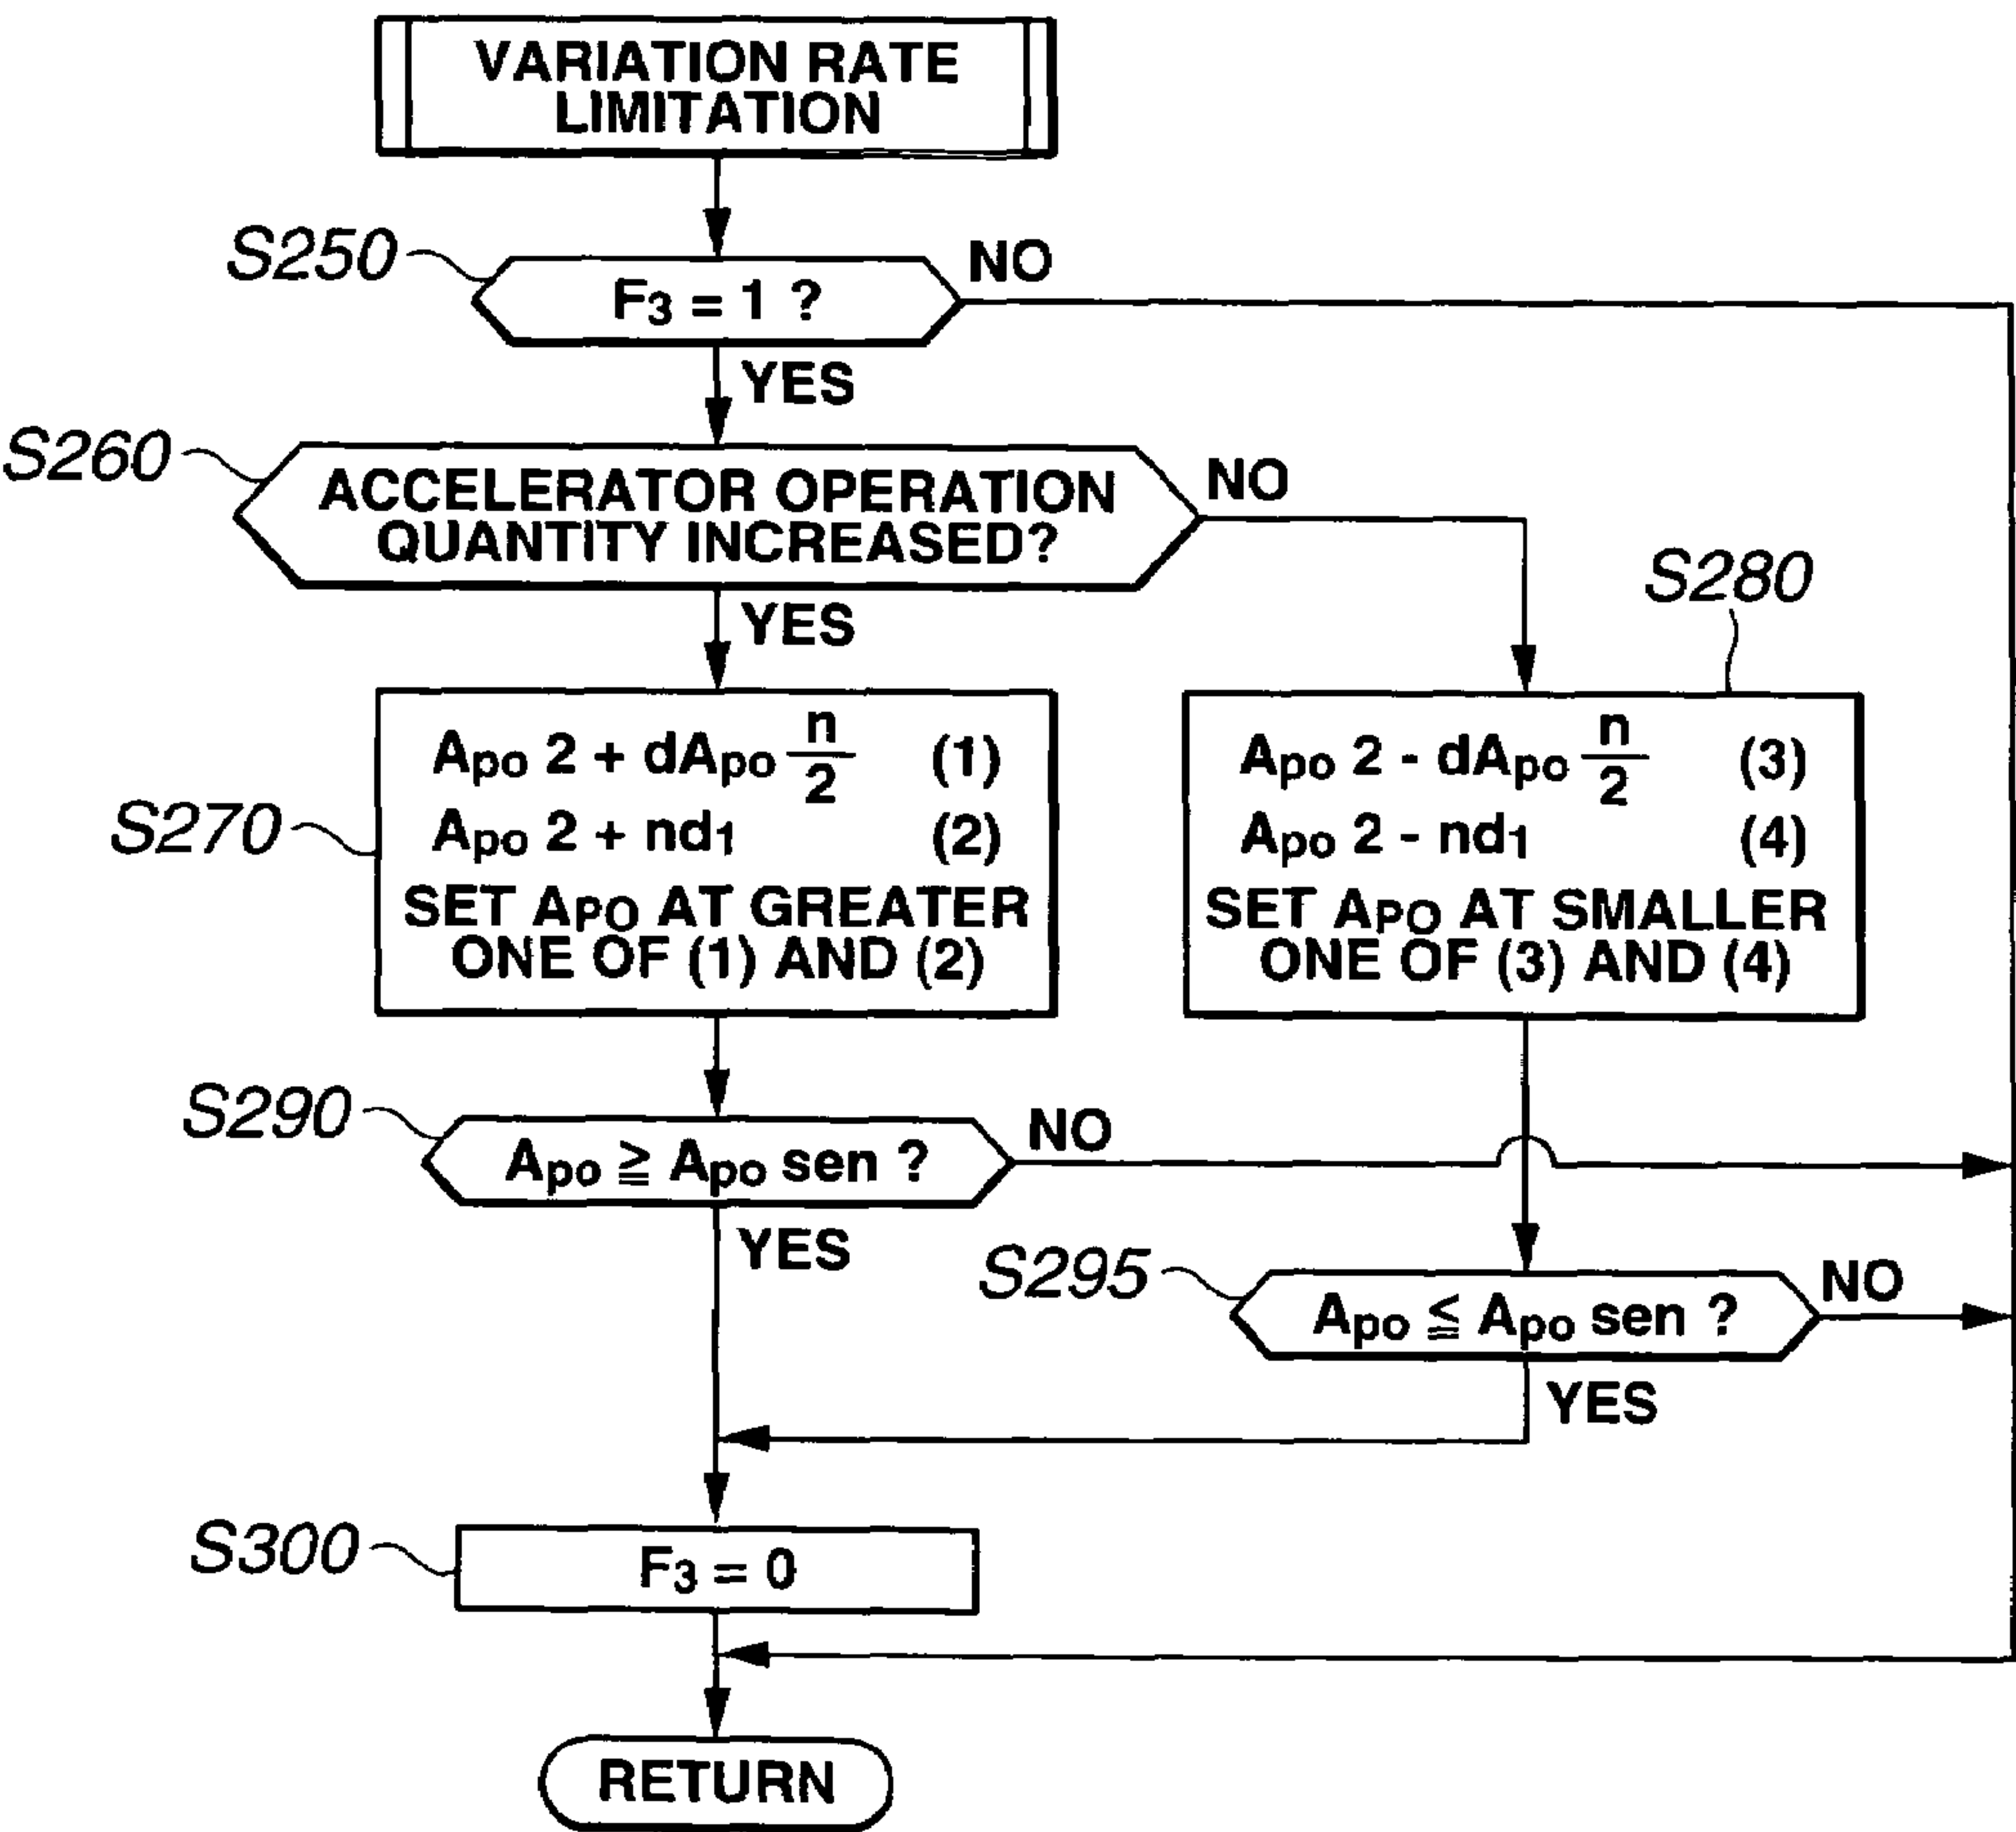 VARIATION RATE
LIMITATION
S250
F3 = 1 ?
NO
YES
S260
ACCELERATOR OPERATION
QUANTITY INCREASED?
NO
YES
S280
S270
Apo 2 + dApo n/2 (1)
Apo 2 + nd1 (2)
SET APO AT GREATER
ONE OF (1) AND (2)
Apo 2 - dApo n/2 (3)
Apo 2 - nd1 (4)
SET APO AT SMALLER
ONE OF (3) AND (4)
S290
Apo ≧ Apo sen ?
NO
YES
S295
Apo ≦ Apo sen ?
NO
YES
S300
F3 = 0
RETURN